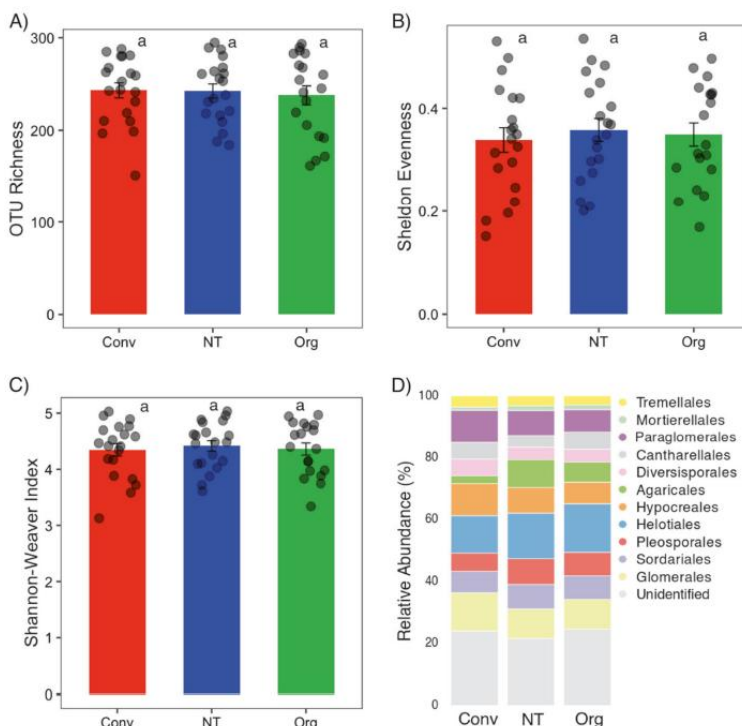 A)
300
200
100
0
OTU Richness
a
a
a
Conv
NT
Org
B)
0.4
0.2
0.0
Sheldon Evenness
a
a
a
Conv
NT
Org
C)
5
4
3
2
1
0
Shannon-Weaver Index
a
a
a
Conv
NT
Org
D)
100
80
60
40
20
0
Relative Abundance (%)
Conv
NT
Org
Tremellales
Mortierellales
Paraglomerales
Cantharellales
Diversisporales
Agaricales
Hypocreales
Helotiales
Pleosporales
Sordariales
Glomerales
Unidentified